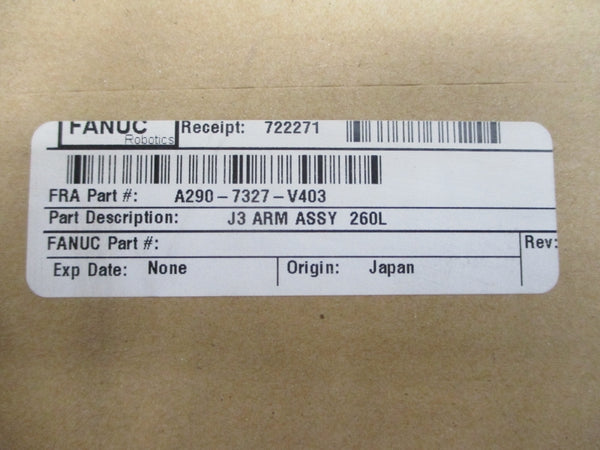 FANUC
Robotics
Receipt: 722271
FRA Part #: A290-7327-V403
Part Description: J3 ARM ASSY 260L
FANUC Part #: Rev:
Exp Date: None Origin: Japan